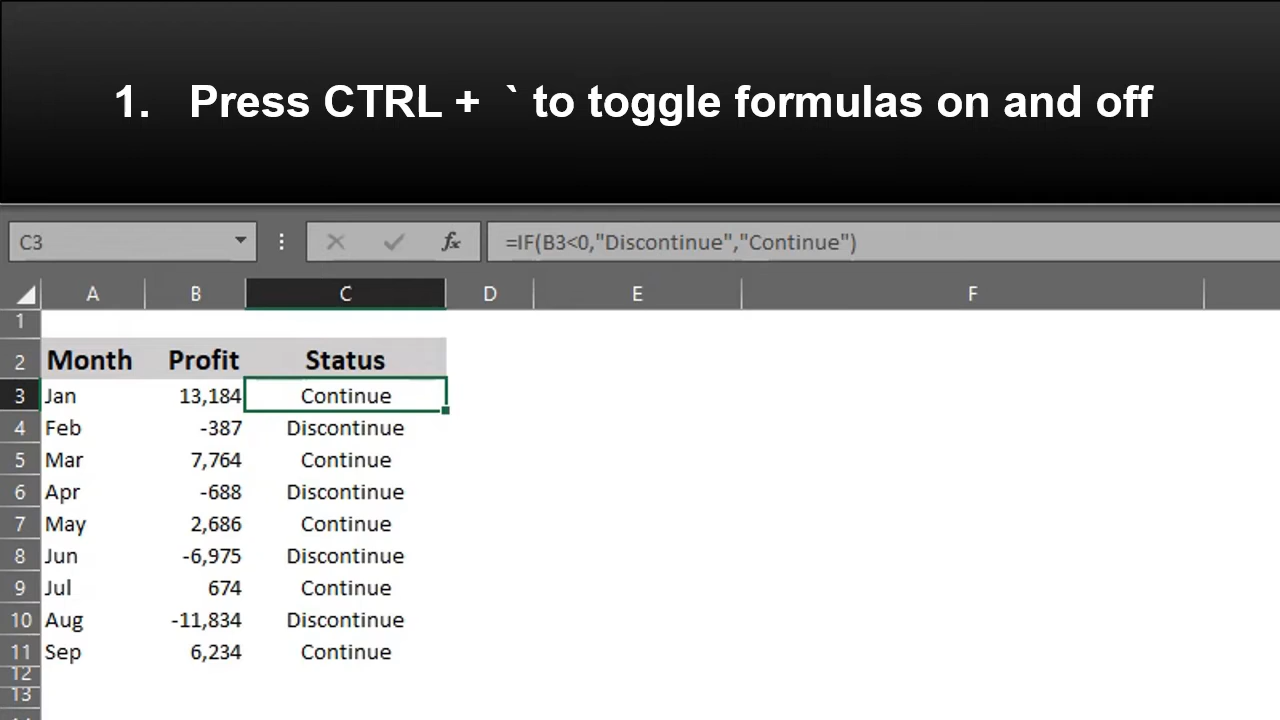 1. Press CTRL + ` to toggle formulas on and off
C3 fx =IF(B3<0,"Discontinue","Continue")
A B C D E F
1
2 Month Profit Status
3 Jan 13,184 Continue
4 Feb -387 Discontinue
5 Mar 7,764 Continue
6 Apr -688 Discontinue
7 May 2,686 Continue
8 Jun -6,975 Discontinue
9 Jul 674 Continue
10 Aug -11,834 Discontinue
11 Sep 6,234 Continue
12
13